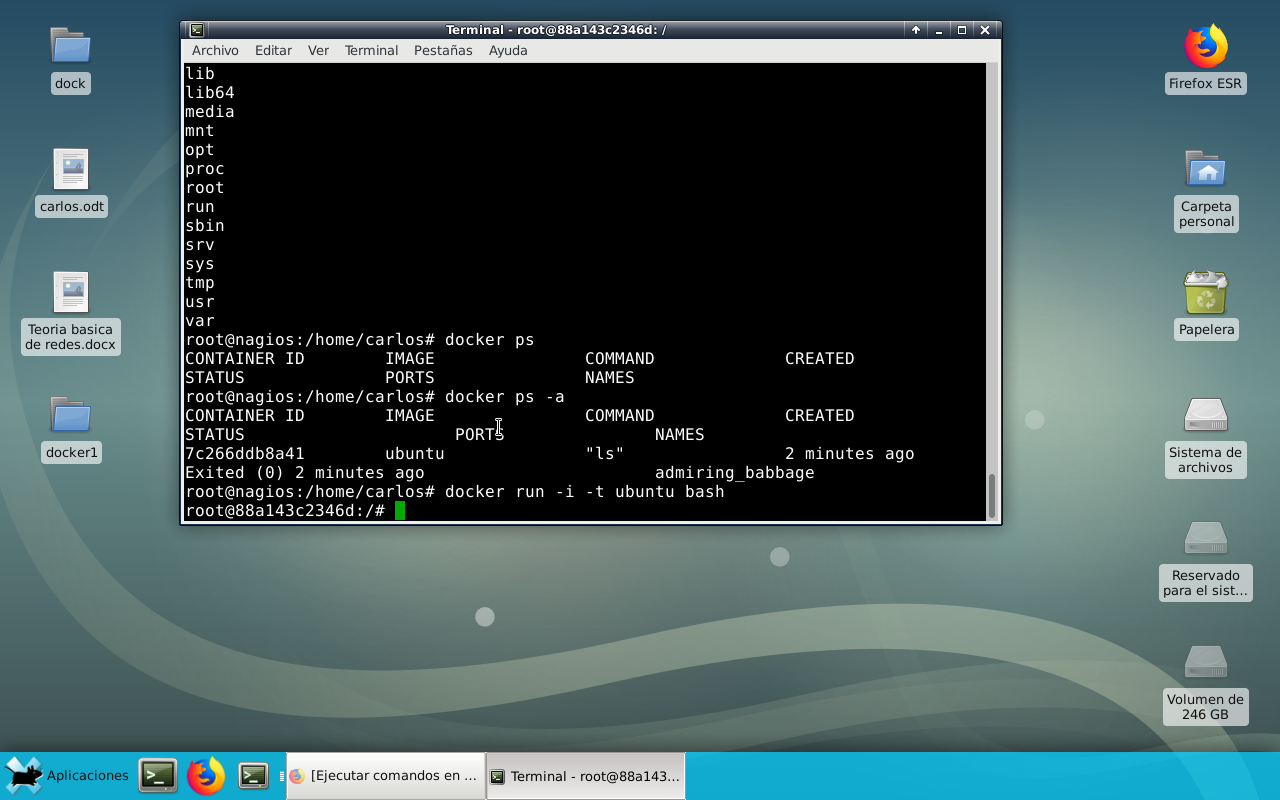 Terminal - root@88a143c2346d: /
Archivo Editar Ver Terminal Pestañas Ayuda
lib
lib64
media
mnt
opt
proc
root
run
sbin
srv
sys
tmp
usr
var
root@nagios:/home/carlos# docker ps
CONTAINER ID IMAGE COMMAND CREATED
STATUS PORTS NAMES
root@nagios:/home/carlos# docker ps -a
CONTAINER ID IMAGE COMMAND CREATED
STATUS PORTS NAMES
7c266ddb8a41 ubuntu "ls" 2 minutes ago
Exited (0) 2 minutes ago admiring_babbage
root@nagios:/home/carlos# docker run -i -t ubuntu bash
root@88a143c2346d:/#
dock
carlos.odt
Teoria basica
de redes.docx
docker1
Firefox ESR
Carpeta
personal
Papelera
Sistema de
archivos
Reservado
para el sist...
Volumen de
246 GB
Aplicaciones
[Ejecutar comandos en ...
Terminal - root@88a143...